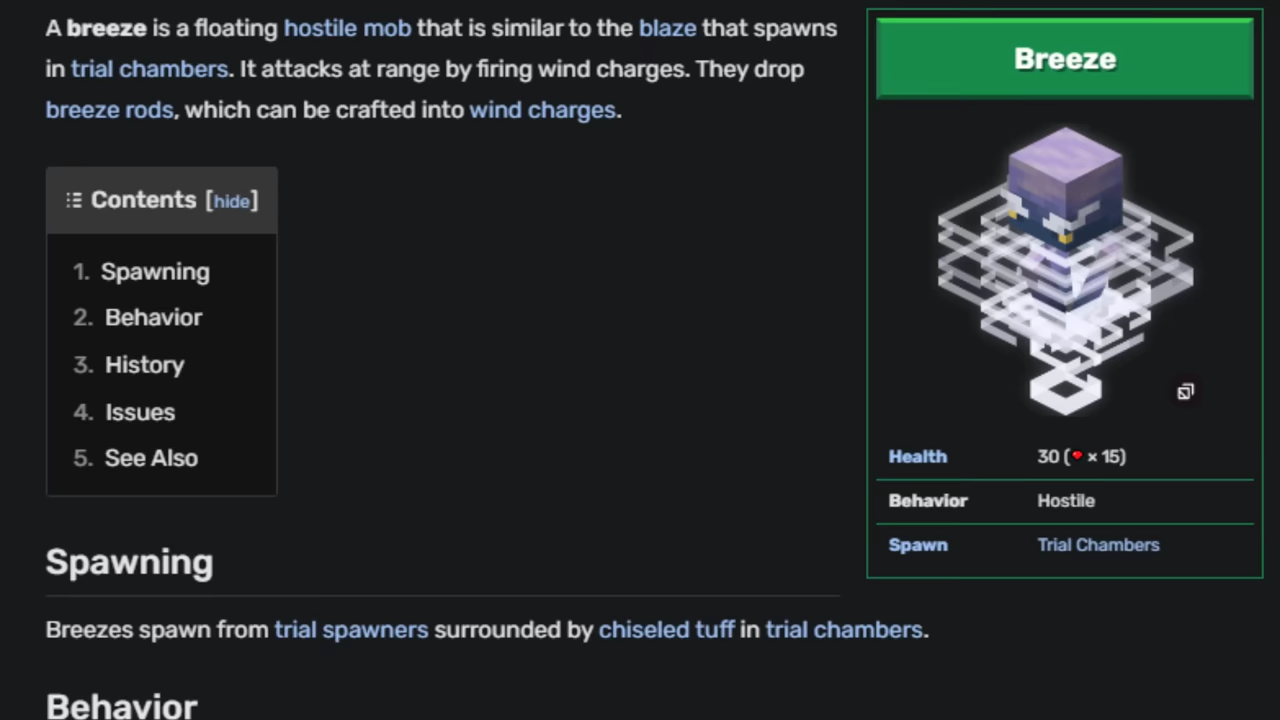 A breeze is a floating hostile mob that is similar to the blaze that spawns
in trial chambers. It attacks at range by firing wind charges. They drop
breeze rods, which can be crafted into wind charges.
Contents [hide]
1. Spawning
2. Behavior
3. History
4. Issues
5. See Also
Breeze
Health 30 (× 15)
Behavior Hostile
Spawn Trial Chambers
Spawning
Breezes spawn from trial spawners surrounded by chiseled tuff in trial chambers.
Behavior